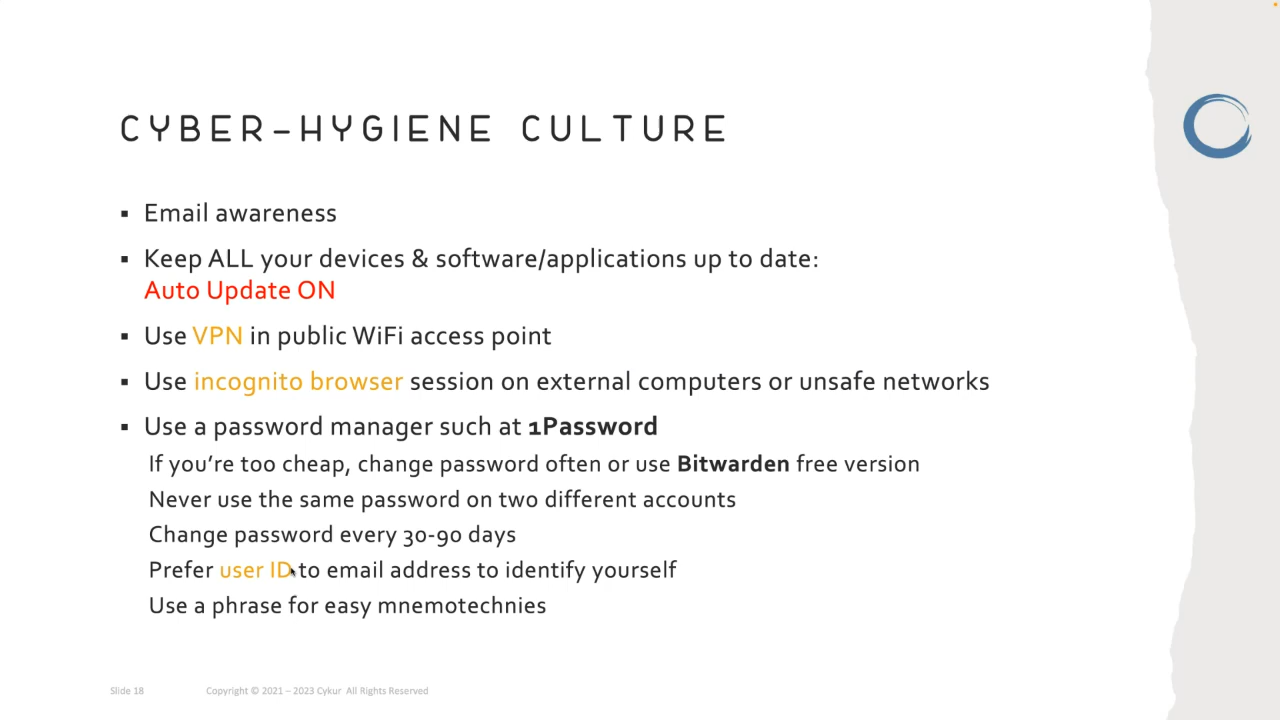 CYBER-HYGIENE CULTURE
▪ Email awareness
▪ Keep ALL your devices & software/applications up to date:
Auto Update ON
▪ Use VPN in public WiFi access point
▪ Use incognito browser session on external computers or unsafe networks
▪ Use a password manager such at 1Password
If you’re too cheap, change password often or use Bitwarden free version
Never use the same password on two different accounts
Change password every 30-90 days
Prefer user ID to email address to identify yourself
Use a phrase for easy mnemotechnies
Slide 18 Copyright © 2021 – 2023 Cykur All Rights Reserved